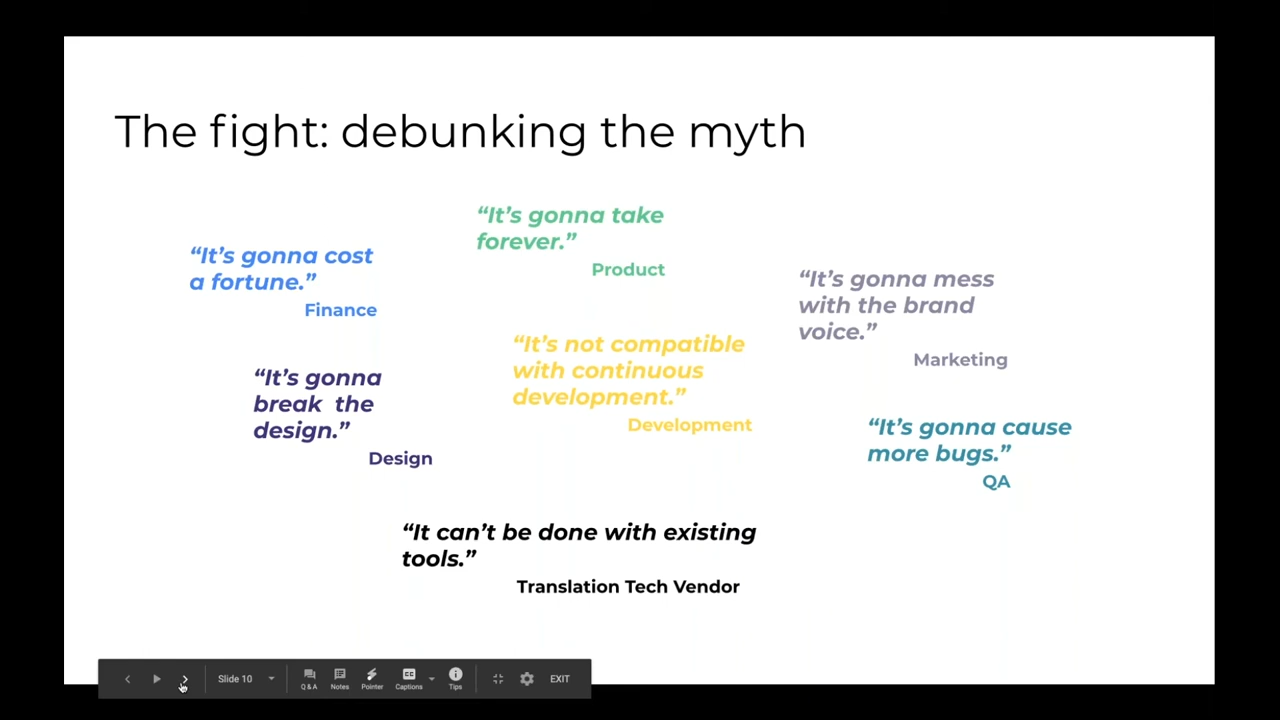 The fight: debunking the myth
“It’s gonna take
forever.”
Product
“It’s gonna cost
a fortune.”
Finance
“It’s gonna mess
with the brand
voice.”
Marketing
“It’s not compatible
with continuous
development.”
Development
“It’s gonna
break  the
design.”
Design
“It’s gonna cause
more bugs.”
QA
“It can’t be done with existing
tools.”
Translation Tech Vendor
Slide 10
Q & A
Notes
Pointer
CC
Captions
Tips
EXIT